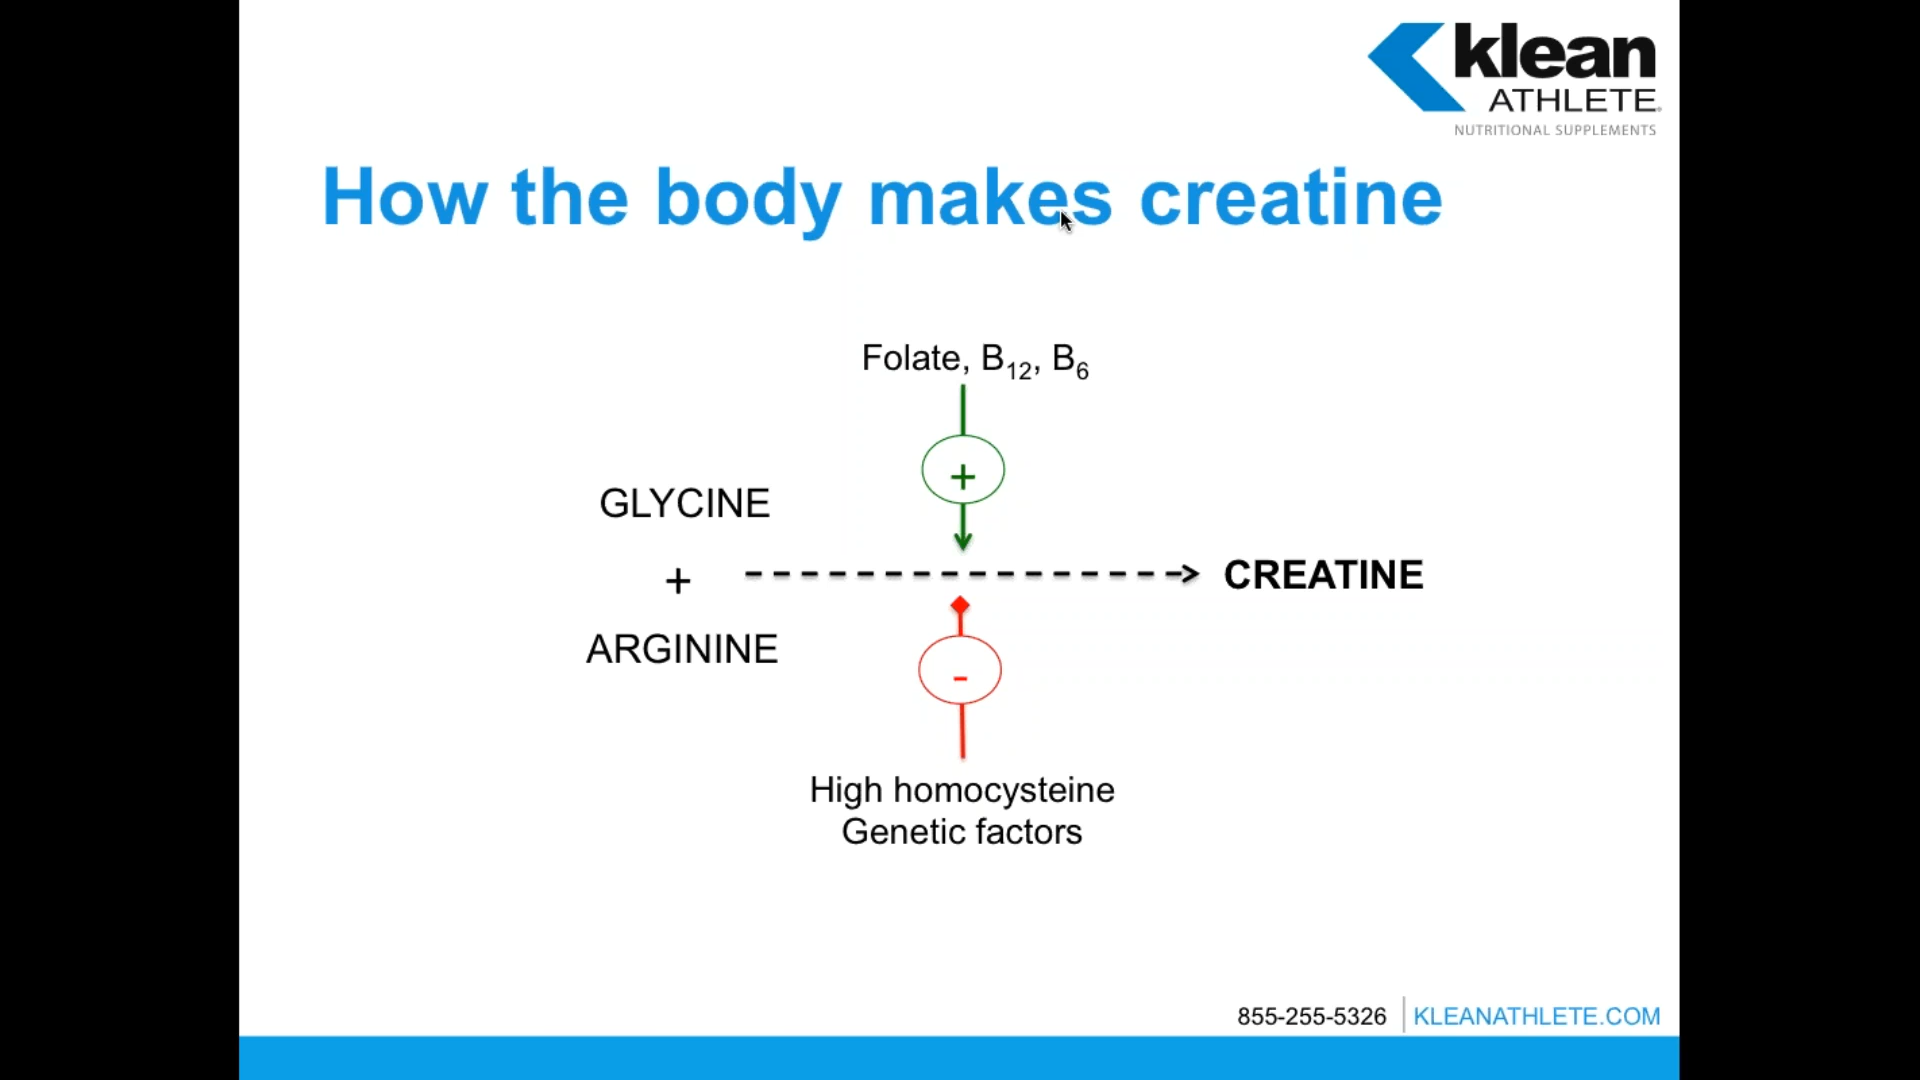 klean
ATHLETE®
NUTRITIONAL SUPPLEMENTS
How the body makes creatine
Folate, B₁₂, B₆
+
GLYCINE
+
ARGININE
CREATINE
-
High homocysteine
Genetic factors
855-255-5326 | KLEANATHLETE.COM